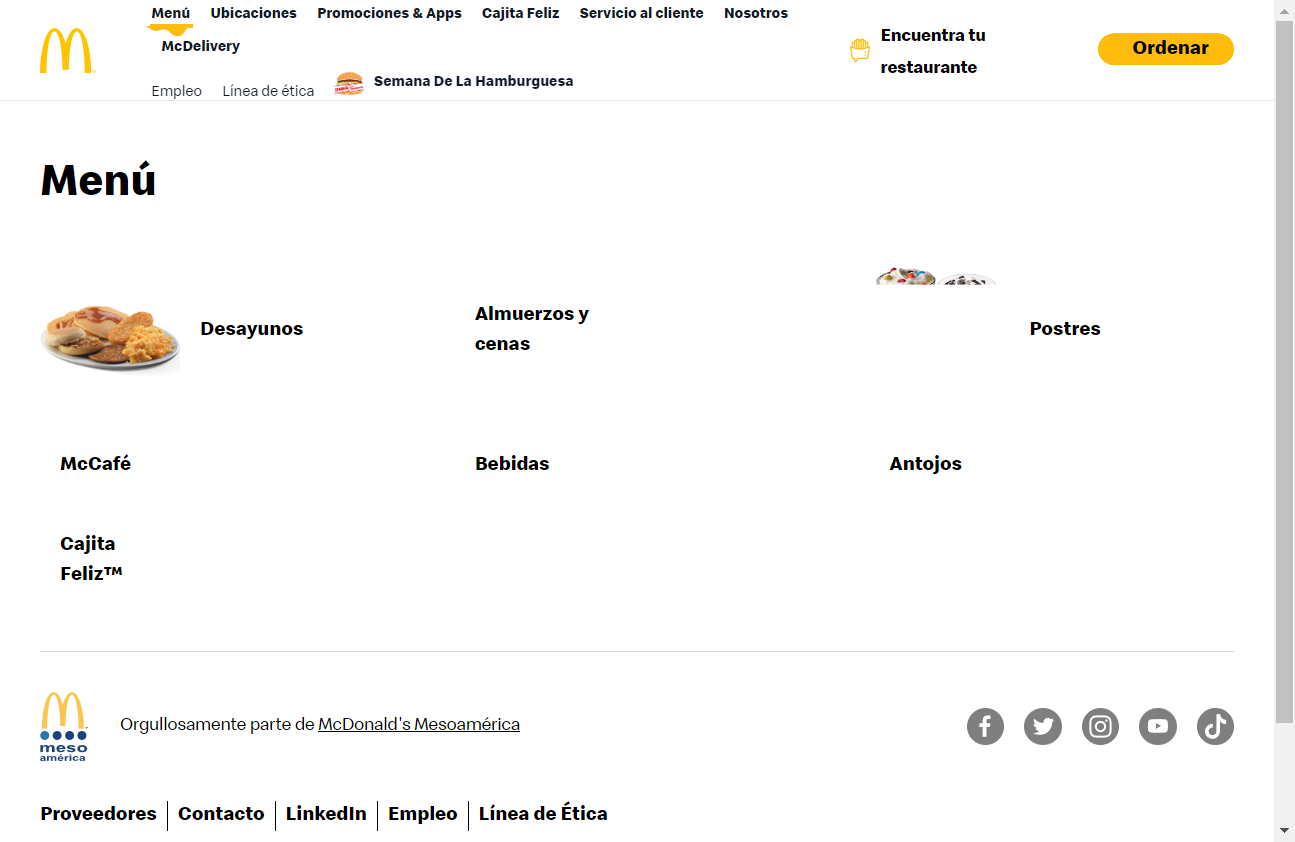 Menú Ubicaciones Promociones & Apps Cajita Feliz Servicio al cliente Nosotros
McDelivery
Empleo Línea de ética Semana De La Hamburguesa
Encuentra tu
restaurante
Ordenar
Menú
Desayunos
Almuerzos y
cenas
Postres
McCafé
Bebidas
Antojos
Cajita
Feliz™
meso
américa
Orgullosamente parte de McDonald's Mesoamérica
Proveedores Contacto LinkedIn Empleo Línea de Ética